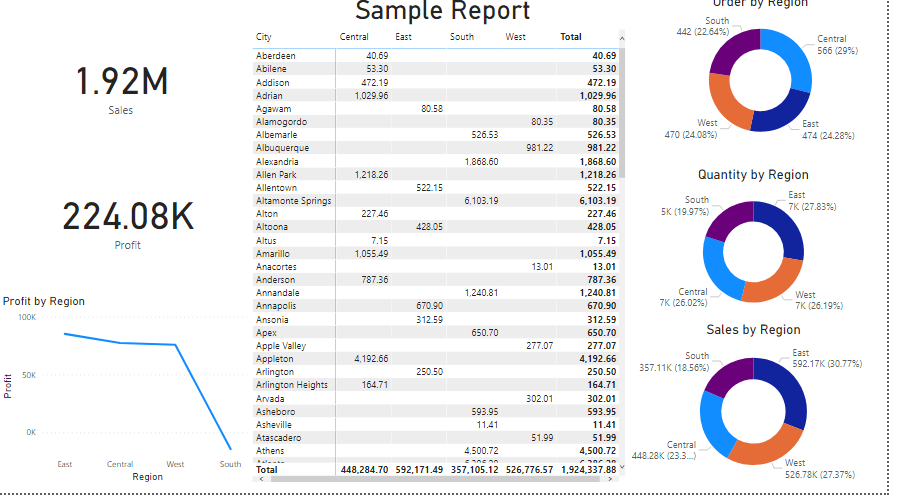 Sample Report
1.92M
Sales
224.08K
Profit
Profit by Region
100K
50K
0K
Profit
East Central West South
Region
City Central East South West Total
Aberdeen 40.69 40.69
Abilene 53.30 53.30
Addison 472.19 472.19
Adrian 1,029.96 1,029.96
Agawam 80.58 80.58
Alamogordo 80.35 80.35
Albemarle 526.53 526.53
Albuquerque 981.22 981.22
Alexandria 1,868.60 1,868.60
Allen Park 1,218.26 1,218.26
Allentown 522.15 522.15
Altamonte Springs 6,103.19 6,103.19
Alton 227.46 227.46
Altoona 428.05 428.05
Altus 7.15 7.15
Amarillo 1,055.49 1,055.49
Anacortes 13.01 13.01
Anderson 787.36 787.36
Annandale 1,240.81 1,240.81
Annapolis 670.90 670.90
Ansonia 312.59 312.59
Apex 650.70 650.70
Apple Valley 277.07 277.07
Appleton 4,192.66 4,192.66
Arlington 250.50 250.50
Arlington Heights 164.71 164.71
Arvada 302.01 302.01
Asheboro 593.95 593.95
Asheville 11.41 11.41
Atascadero 51.99 51.99
Athens 4,500.72 4,500.72
Total 448,284.70 592,171.49 357,105.12 526,776.57 1,924,337.88
Order by Region
South
442 (22.64%)
Central
566 (29%)
West
470 (24.08%)
East
474 (24.28%)
Quantity by Region
South
5K (19.97%)
East
7K (27.83%)
Central
7K (26.02%)
West
7K (26.19%)
Sales by Region
South
357.11K (18.56%)
East
592.17K (30.77%)
Central
448.28K (23.3...)
West
526.78K (27.37%)